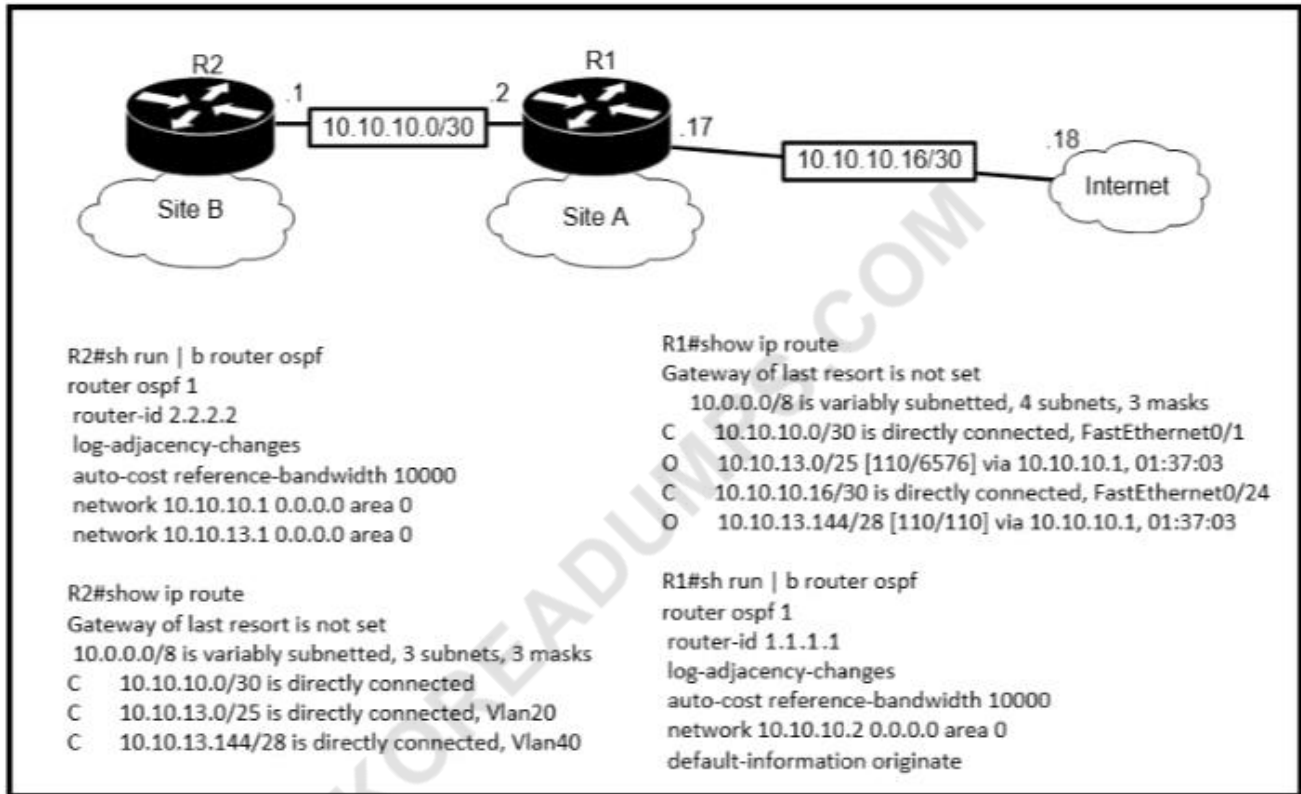 R2
R1
.1
.2
10.10.10.0/30
.17
10.10.10.16/30
.18
Internet
Site B
Site A
R2#sh run | b router ospf
router ospf 1
router-id 2.2.2.2
log-adjacency-changes
auto-cost reference-bandwidth 10000
network 10.10.10.1 0.0.0.0 area 0
network 10.10.13.1 0.0.0.0 area 0
R2#show ip route
Gateway of last resort is not set
10.0.0.0/8 is variably subnetted, 3 subnets, 3 masks
C 10.10.10.0/30 is directly connected
C 10.10.13.0/25 is directly connected, Vlan20
C 10.10.13.144/28 is directly connected, Vlan40
R1#show ip route
Gateway of last resort is not set
10.0.0.0/8 is variably subnetted, 4 subnets, 3 masks
C 10.10.10.0/30 is directly connected, FastEthernet0/1
O 10.10.13.0/25 [110/6576] via 10.10.10.1, 01:37:03
C 10.10.10.16/30 is directly connected, FastEthernet0/24
O 10.10.13.144/28 [110/110] via 10.10.10.1, 01:37:03
R1#sh run | b router ospf
router ospf 1
router-id 1.1.1.1
log-adjacency-changes
auto-cost reference-bandwidth 10000
network 10.10.10.2 0.0.0.0 area 0
default-information originate
KOREADUMPS.COM